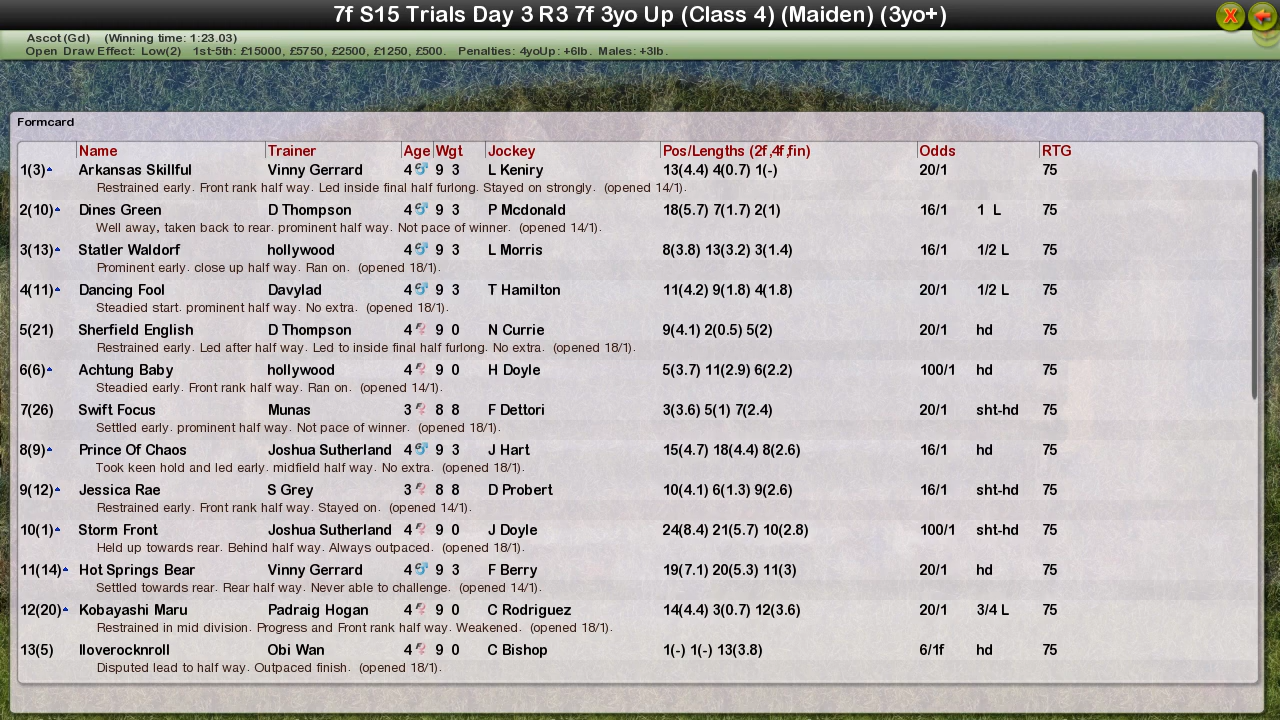 7f S15 Trials Day 3 R3 7f 3yo Up (Class 4) (Maiden) (3yo+)
X
Ascot(Gd) (Winning time: 1:23.03)
Open Draw Effect: Low(2) 1st-5th: £15000, £5750, £2500, £1250, £500. Penalties: 4yoUp: +6lb. Males: +3lb.
Formcard
Name Trainer Age Wgt Jockey Pos/Lengths (2f,4f,fin) Odds RTG
1(3) Arkansas Skillful Vinny Gerrard 4 9 3 L Keniry 13(4.4) 4(0.7) 1(-) 20/1 75
Restrained early. Front rank half way. Led inside final half furlong. Stayed on strongly. (opened 14/1).
2(10) Dines Green D Thompson 4 9 3 P Mcdonald 18(5.7) 7(1.7) 2(1) 16/1 1 L 75
Well away, taken back to rear. prominent half way. Not pace of winner. (opened 14/1).
3(13) Statler Waldorf hollywood 4 9 3 L Morris 8(3.8) 13(3.2) 3(1.4) 16/1 1/2 L 75
Prominent early. close up half way. Ran on. (opened 18/1).
4(11) Dancing Fool Davylad 4 9 3 T Hamilton 11(4.2) 9(1.8) 4(1.8) 20/1 1/2 L 75
Steadied start. prominent half way. No extra. (opened 18/1).
5(21) Sherfield English D Thompson 4 9 0 N Currie 9(4.1) 2(0.5) 5(2) 20/1 hd 75
Restrained early. Led after half way. Led to inside final half furlong. No extra. (opened 18/1).
6(6) Achtung Baby hollywood 4 9 0 H Doyle 5(3.7) 11(2.9) 6(2.2) 100/1 hd 75
Steadied early. Front rank half way. Ran on. (opened 14/1).
7(26) Swift Focus Munas 3 8 8 F Dettori 3(3.6) 5(1) 7(2.4) 20/1 sht-hd 75
Settled early. prominent half way. Not pace of winner. (opened 18/1).
8(9) Prince Of Chaos Joshua Sutherland 4 9 3 J Hart 15(4.7) 18(4.4) 8(2.6) 16/1 hd 75
Took keen hold and led early. midfield half way. No extra. (opened 18/1).
9(12) Jessica Rae S Grey 3 8 8 D Probert 10(4.1) 6(1.3) 9(2.6) 16/1 sht-hd 75
Restrained early. Front rank half way. Stayed on. (opened 14/1).
10(1) Storm Front Joshua Sutherland 4 9 0 J Doyle 24(8.4) 21(5.7) 10(2.8) 100/1 sht-hd 75
Held up towards rear. Behind half way. Always outpaced. (opened 18/1).
11(14) Hot Springs Bear Vinny Gerrard 4 9 3 F Berry 19(7.1) 20(5.3) 11(3) 20/1 hd 75
Settled towards rear. Rear half way. Never able to challenge. (opened 14/1).
12(20) Kobayashi Maru Padraig Hogan 4 9 0 C Rodriguez 14(4.4) 3(0.7) 12(3.6) 20/1 3/4 L 75
Restrained in mid division. Progress and Front rank half way. Weakened. (opened 18/1).
13(5) Iloverocknroll Obi Wan 4 9 0 C Bishop 1(-) 1(-) 13(3.8) 6/1f hd 75
Disputed lead to half way. Outpaced finish. (opened 18/1).